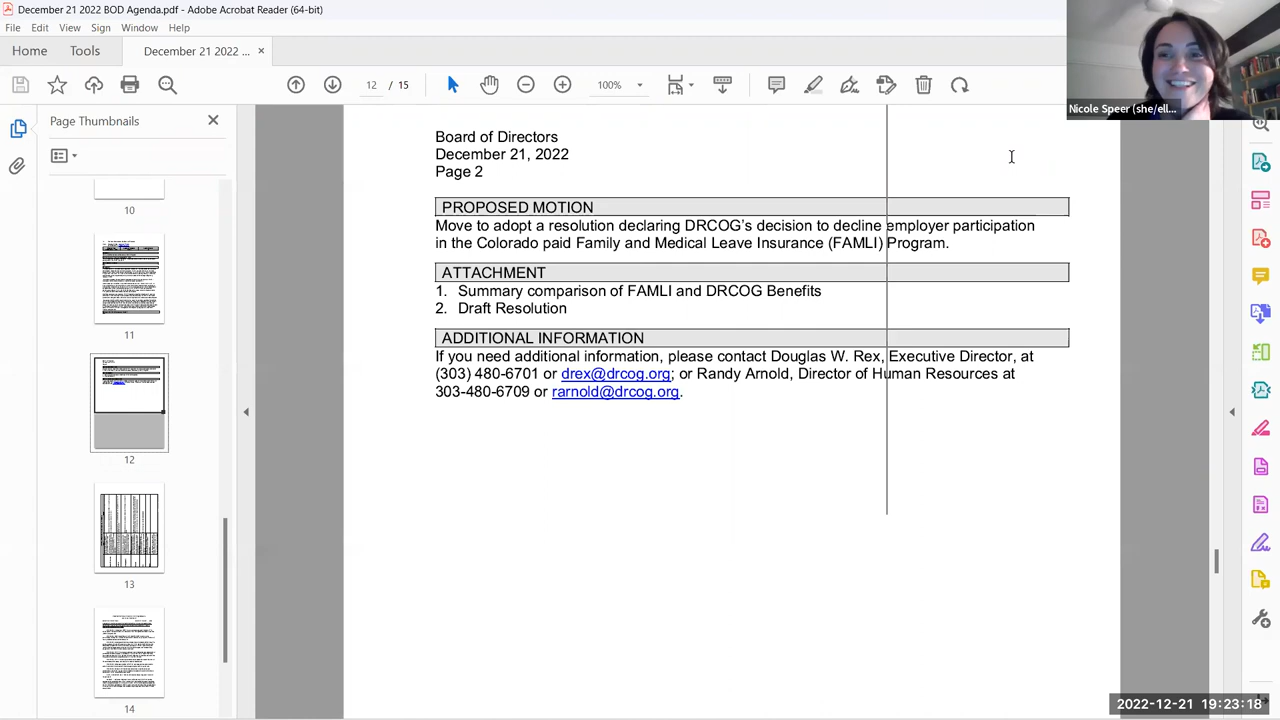 December 21 2022 BOD Agenda.pdf - Adobe Acrobat Reader (64-bit)
File Edit View Sign Window Help
Home Tools December 21 2022 ... ×
12 / 15 100%
Nicole Speer (she/ell...
Page Thumbnails
10
11
12
13
14
Board of Directors
December 21, 2022
Page 2
PROPOSED MOTION
Move to adopt a resolution declaring DRCOG's decision to decline employer participation
in the Colorado paid Family and Medical Leave Insurance (FAMLI) Program.
ATTACHMENT
1. Summary comparison of FAMLI and DRCOG Benefits
2. Draft Resolution
ADDITIONAL INFORMATION
If you need additional information, please contact Douglas W. Rex, Executive Director, at
(303) 480-6701 or drex@drcog.org; or Randy Arnold, Director of Human Resources at
303-480-6709 or rarnold@drcog.org.
2022-12-21 19:23:18